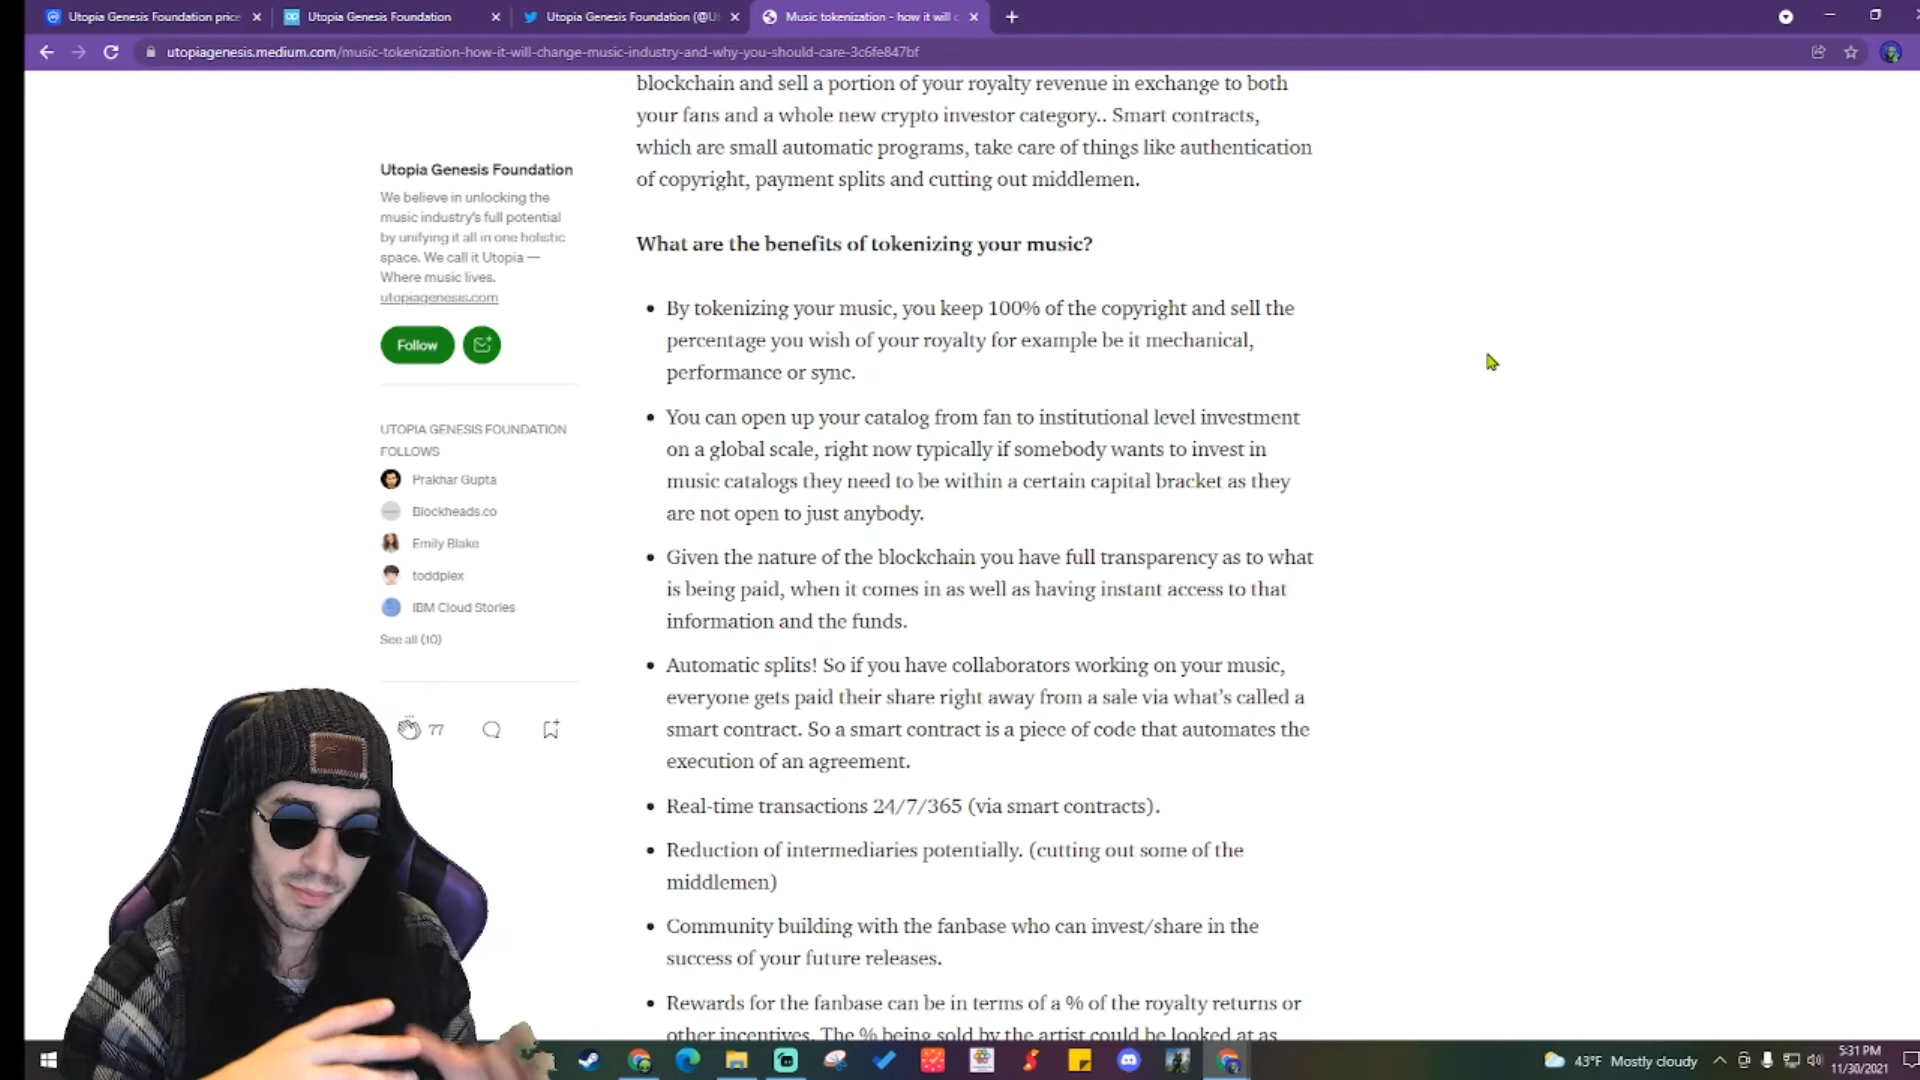 Utopia Genesis Foundation price
Utopia Genesis Foundation
Utopia Genesis Foundation (@Ut
Music tokenization - how it will c
utopiagenesis.medium.com/music-tokenization-how-it-will-change-music-industry-and-why-you-should-care-3c6fe847bf
blockchain and sell a portion of your royalty revenue in exchange to both
your fans and a whole new crypto investor category.. Smart contracts,
which are small automatic programs, take care of things like authentication
of copyright, payment splits and cutting out middlemen.
Utopia Genesis Foundation
We believe in unlocking the
music industry's full potential
by unifying it all in one holistic
space. We call it Utopia —
Where music lives.
utopiagenesis.com
Follow
UTOPIA GENESIS FOUNDATION
FOLLOWS
Prakhar Gupta
Blockheads.co
Emily Blake
toddplex
IBM Cloud Stories
See all (10)
77
What are the benefits of tokenizing your music?
• By tokenizing your music, you keep 100% of the copyright and sell the
percentage you wish of your royalty for example be it mechanical,
performance or sync.
• You can open up your catalog from fan to institutional level investment
on a global scale, right now typically if somebody wants to invest in
music catalogs they need to be within a certain capital bracket as they
are not open to just anybody.
• Given the nature of the blockchain you have full transparency as to what
is being paid, when it comes in as well as having instant access to that
information and the funds.
• Automatic splits! So if you have collaborators working on your music,
everyone gets paid their share right away from a sale via what's called a
smart contract. So a smart contract is a piece of code that automates the
execution of an agreement.
• Real-time transactions 24/7/365 (via smart contracts).
• Reduction of intermediaries potentially. (cutting out some of the
middlemen)
• Community building with the fanbase who can invest/share in the
success of your future releases.
• Rewards for the fanbase can be in terms of a % of the royalty returns or
other incentives. The % being sold by the artist could be looked at as
43°F Mostly cloudy
5:31 PM
11/30/2021